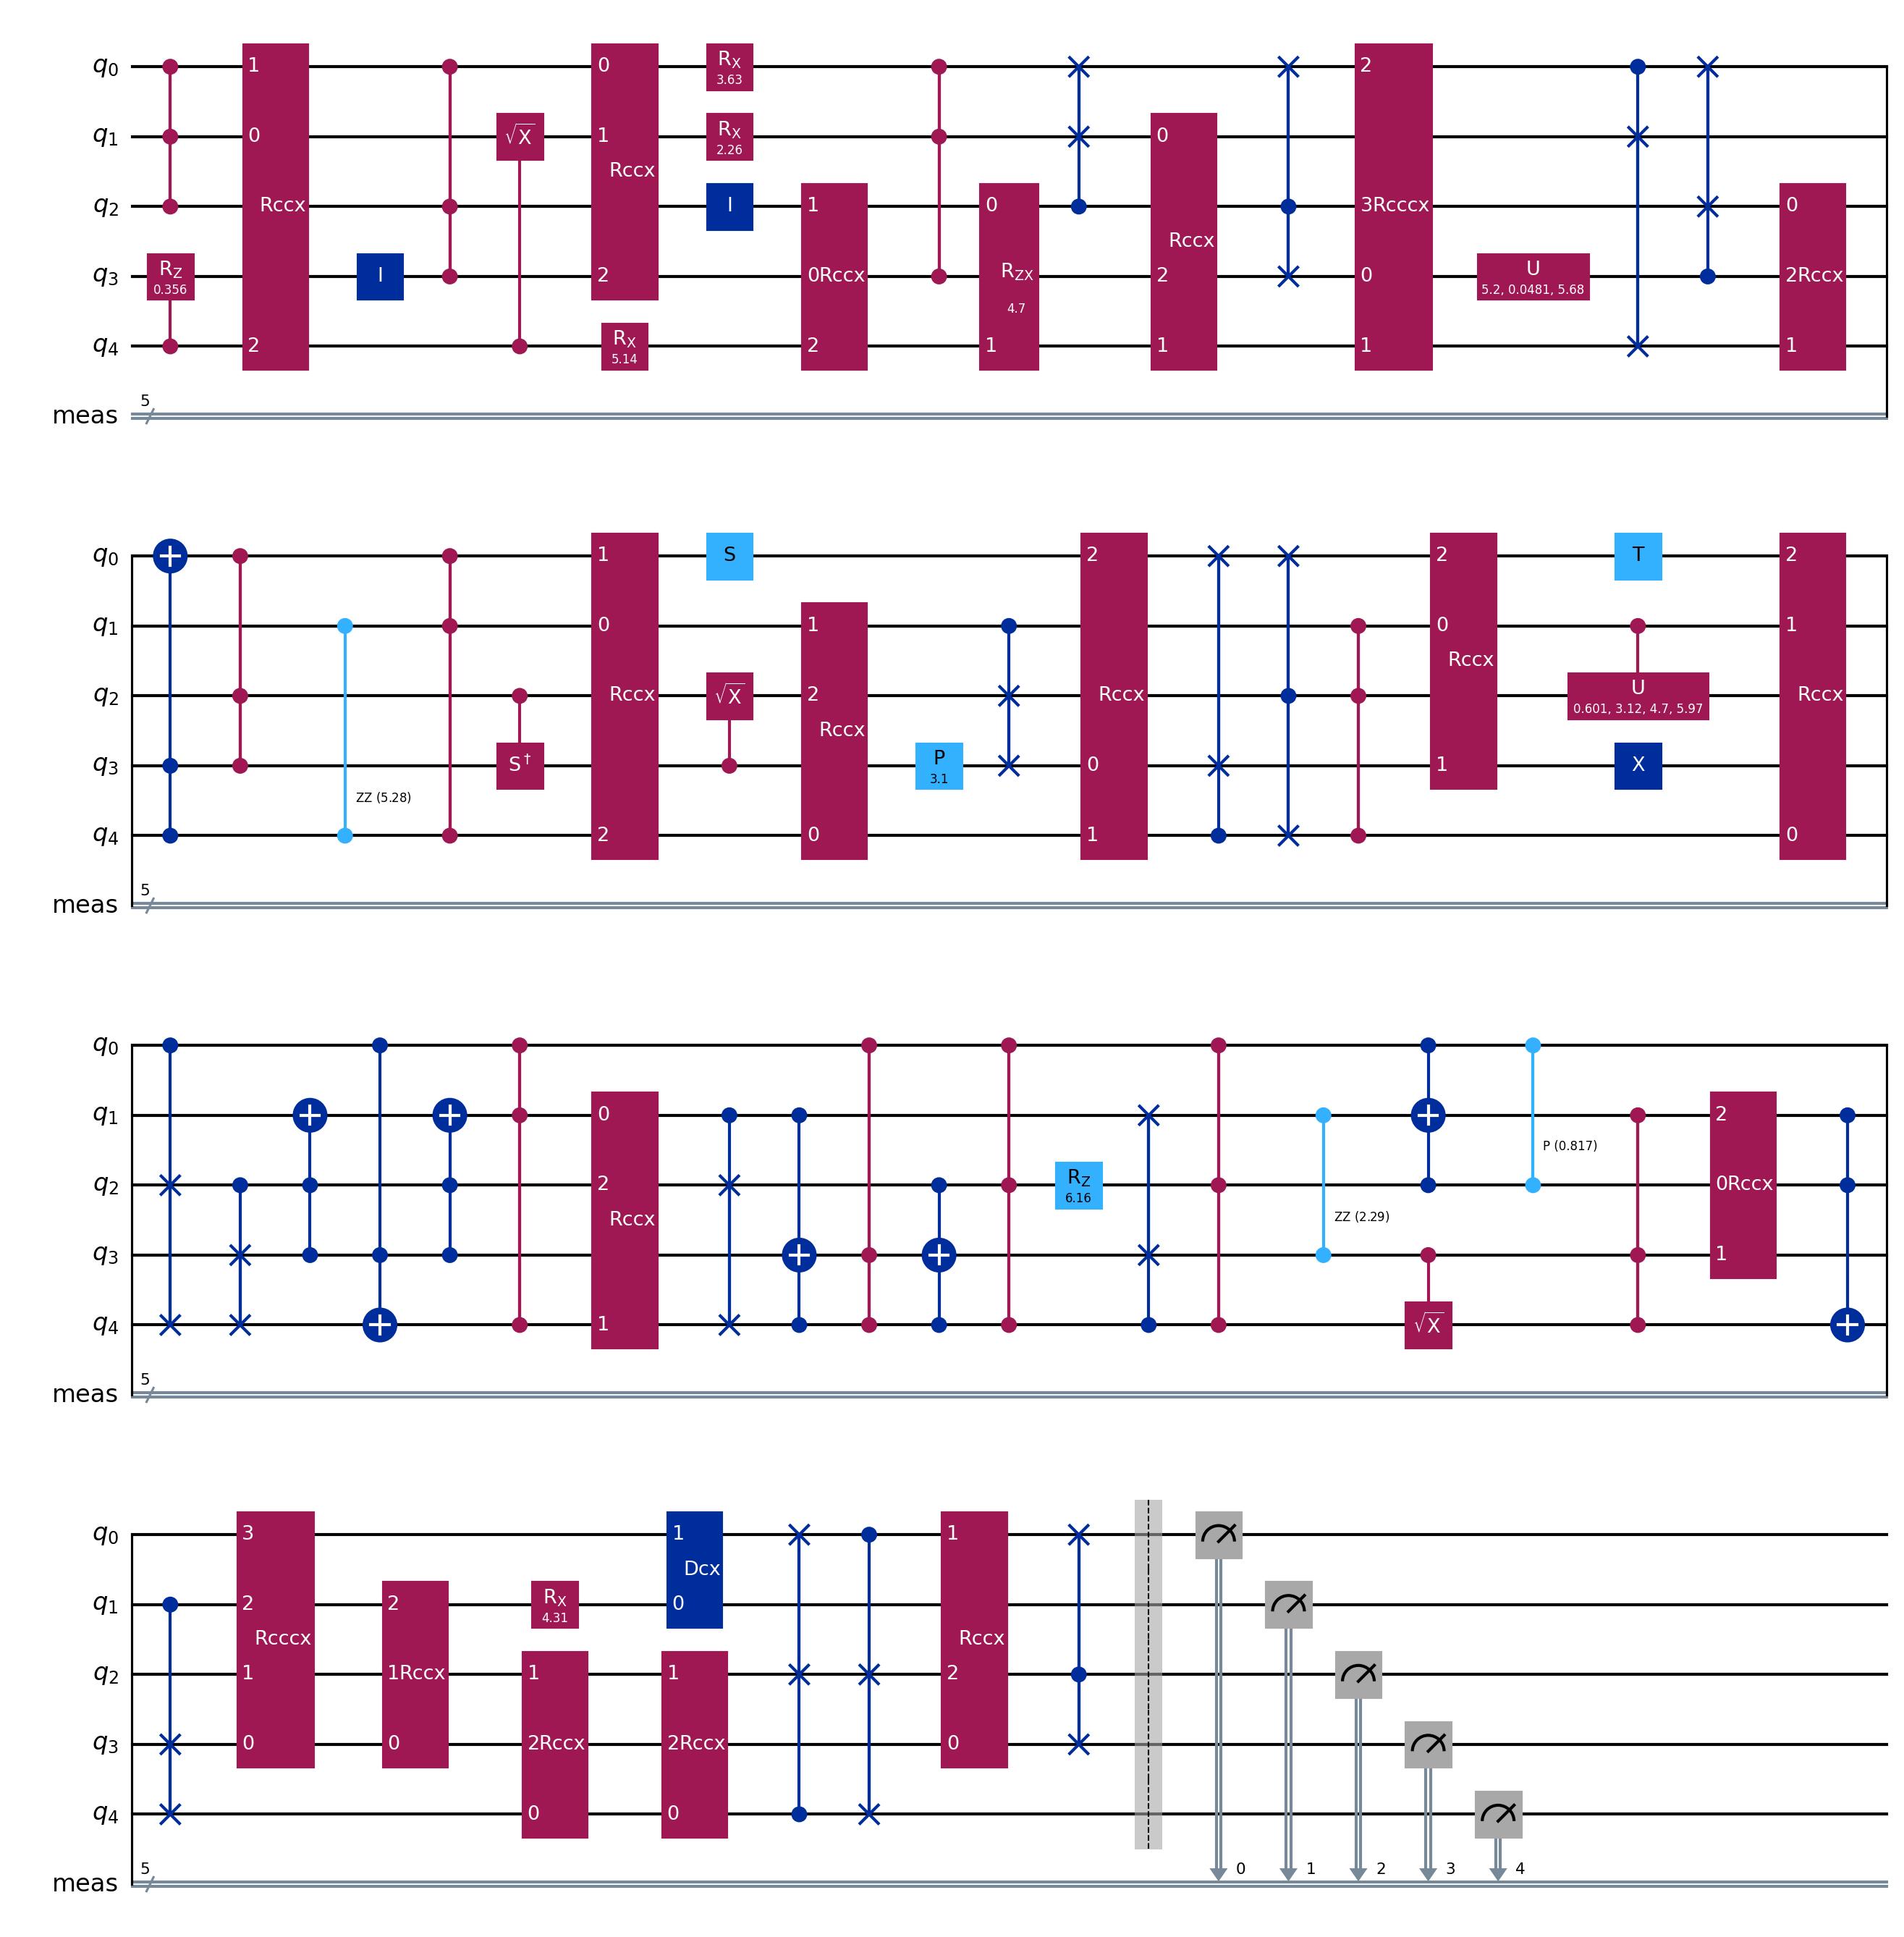 q0 1 0 RX 3.63 2
q1 0 √X 1 RX 2.26 0
Rccx Rccx
q2 Rccx I 1 0 3Rcccx 0
RZ 0.356 Rccx
q3 I 2 0Rccx RZX 4.7 2 0 U 5.2, 0.0481, 5.68 2Rccx
q4 2 RX 5.14 2 1 1 1 1
meas 5
q0 1 S 2 2 T 2
q1 0 1 0 1
Rccx
q2 Rccx √X 2 Rccx U 0.601, 3.12, 4.7, 5.97 Rccx
Rccx
q3 S† P 3.1 0 1 X
ZZ (5.28)
q4 2 0 1 0
meas 5
q0
q1 0 2
P (0.817)
q2 2 RZ 6.16 0Rccx
Rccx ZZ (2.29)
q3 1
q4 1 √X
meas 5
q0 3 1 1
Dcx
q1 2 2 RX 4.31 0
Rcccx Rccx
q2 1 1Rccx 1 1 2
q3 0 0 2Rccx 2Rccx 0
q4 0 0
meas 5 0 1 2 3 4